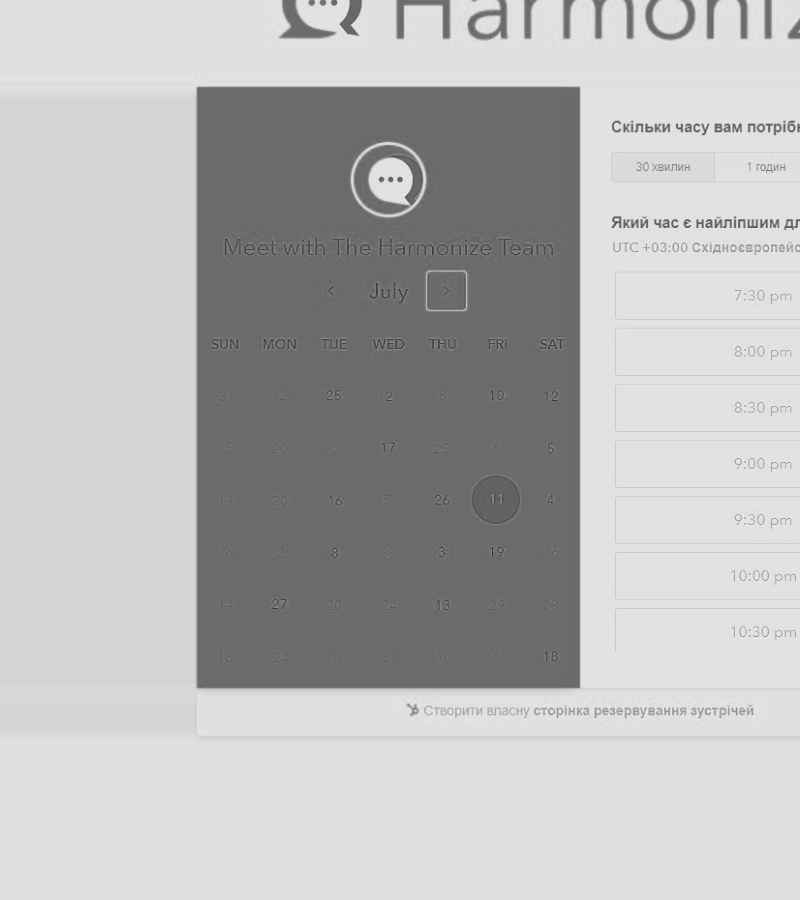 Harmoniz
Meet with The Harmonize Team
July
SUN MON TUE WED THU FRI SAT
31 12 25 2 8 10 12
15 20 8 17 25 6 5
14 20 16 5 26 11 4
9 2 8 28 3 19 16
14 27 20 24 13 29 28
18 24 1 31 10 6 18
Скільки часу вам потрібн
30 хвилин 1 годин
Який час є найліпшим дл
UTC +03:00 Східноєвропейс
7:30 pm
8:00 pm
8:30 pm
9:00 pm
9:30 pm
10:00 pm
10:30 pm
Створити власну сторінка резервування зустрічей